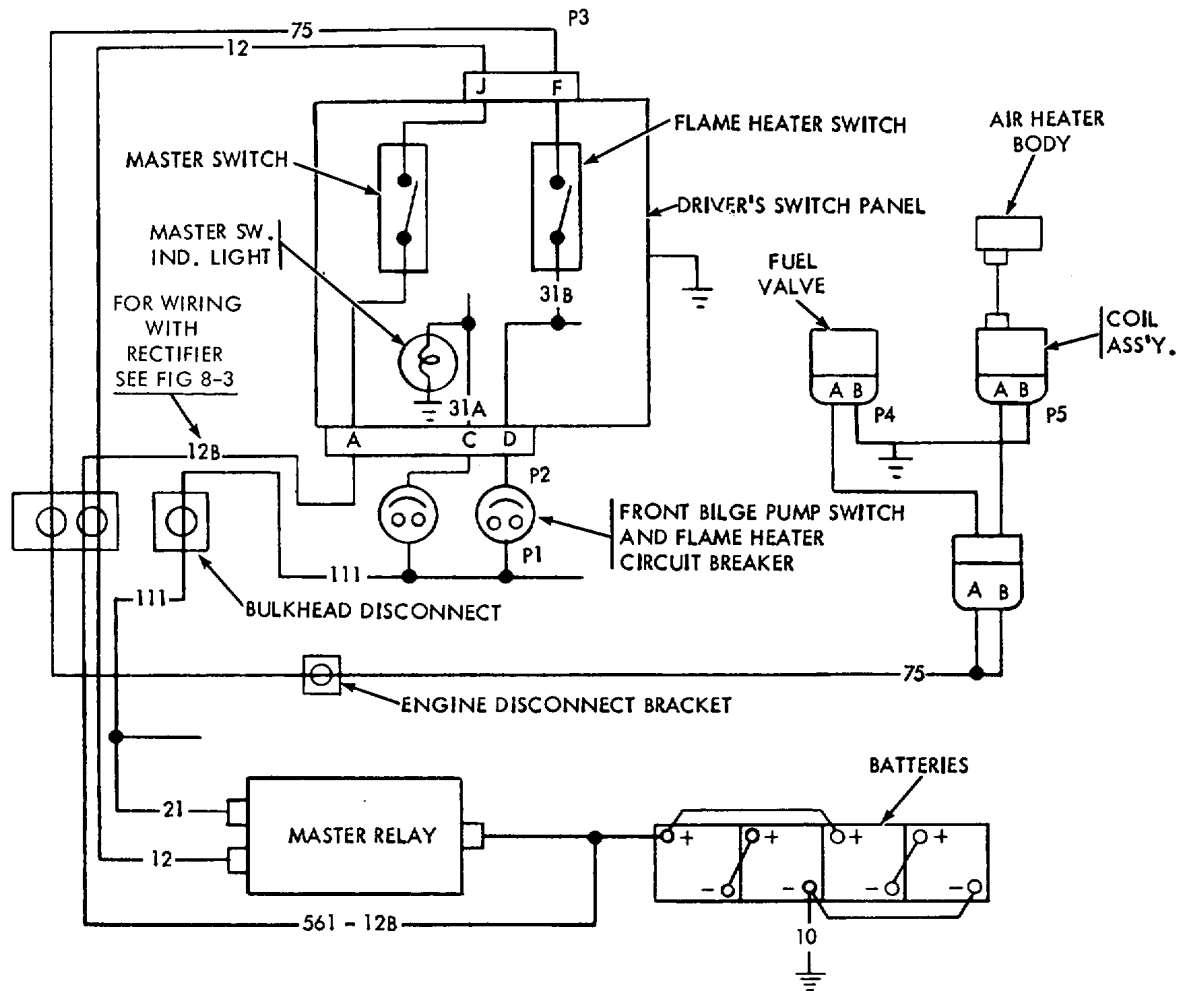 P3
75
12
J F
FLAME HEATER SWITCH
AIR HEATER
BODY
MASTER SWITCH
DRIVER'S SWITCH PANEL
MASTER SW.
IND. LIGHT
FUEL
VALVE
31B
FOR WIRING
WITH
RECTIFIER
SEE FIG 8-3
COIL
ASS'Y.
A B
A B
31A
P4
P5
A C D
12B
P2
FRONT BILGE PUMP SWITCH
AND FLAME HEATER
CIRCUIT BREAKER
P1
111
111
BULKHEAD DISCONNECT
A B
75
ENGINE DISCONNECT BRACKET
BATTERIES
21
MASTER RELAY
+ + + +
12
- - - -
561 - 12B
10